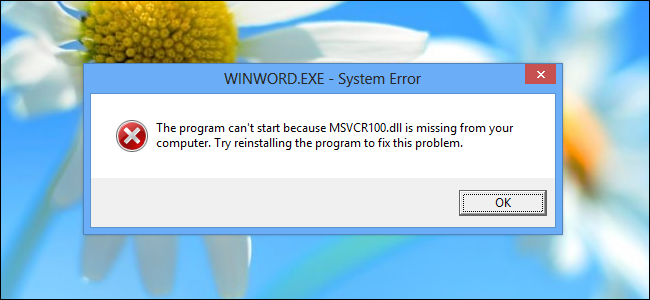 WINWORD.EXE - System Error
The program can't start because MSVCR100.dll is missing from your
computer. Try reinstalling the program to fix this problem.
OK